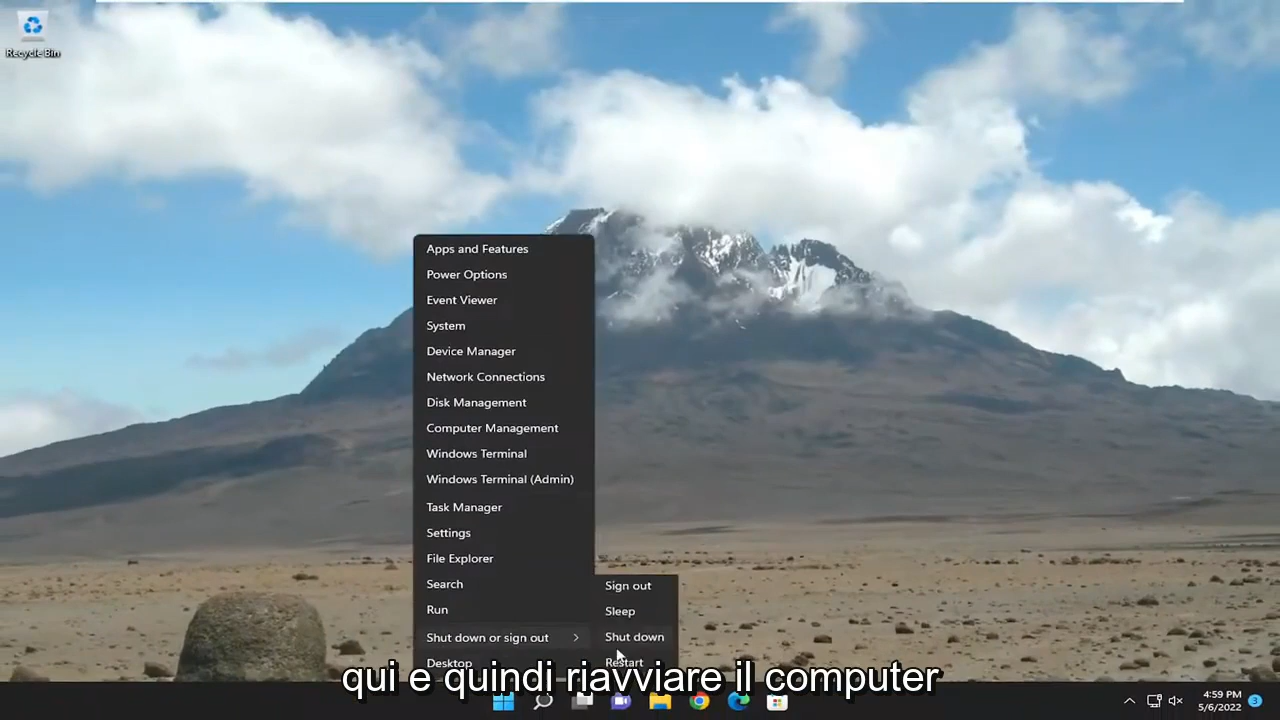 Recycle Bin
Apps and Features
Power Options
Event Viewer
System
Device Manager
Network Connections
Disk Management
Computer Management
Windows Terminal
Windows Terminal (Admin)
Task Manager
Settings
File Explorer
Search
Run
Shut down or sign out
Desktop
Sign out
Sleep
Shut down
Restart
qui e quindi riavviare il computer
4:59 PM
5/6/2022
3